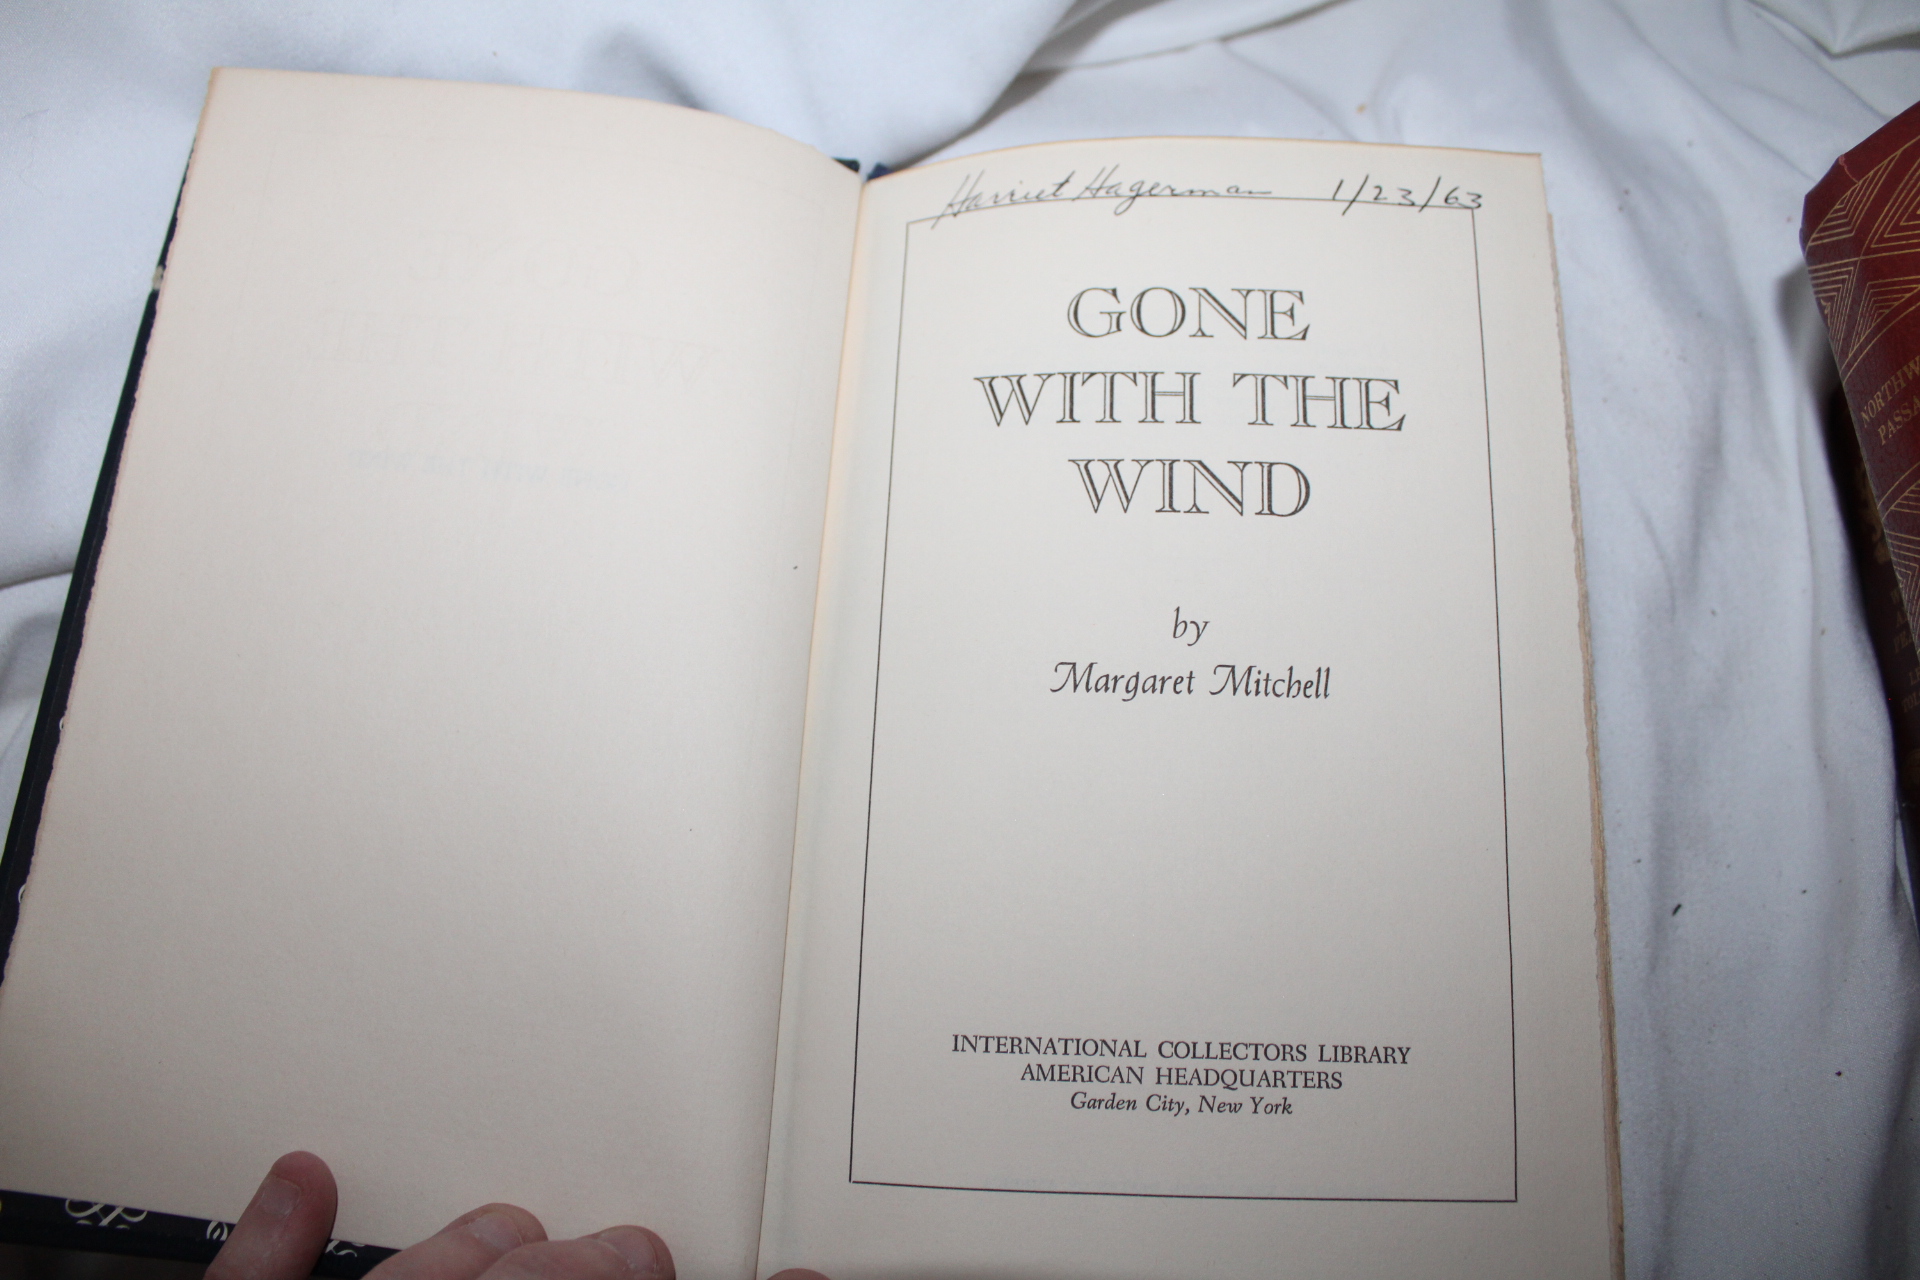 Harriet Hagerman 1/23/63
GONE
WITH THE
WIND
by
Margaret Mitchell
INTERNATIONAL COLLECTORS LIBRARY
AMERICAN HEADQUARTERS
Garden City, New York